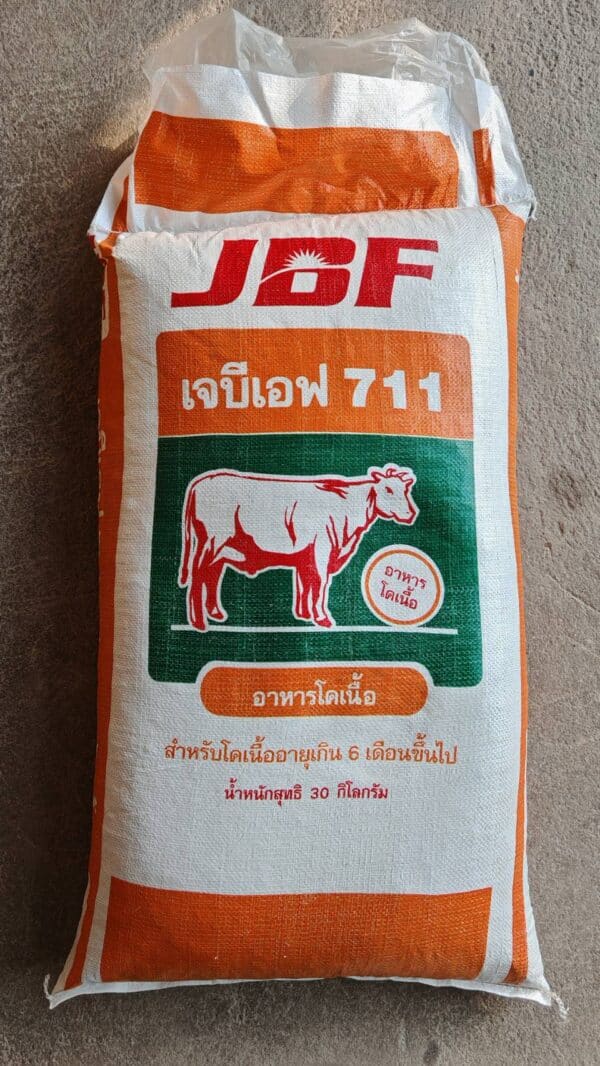 JBF
เจบีเอฟ 711
อาหาร
โคเนื้อ
อาหารโคเนื้อ
สำหรับโคเนื้ออายุเกิน 6 เดือนขึ้นไป
น้ำหนักสุทธิ 30 กิโลกรัม